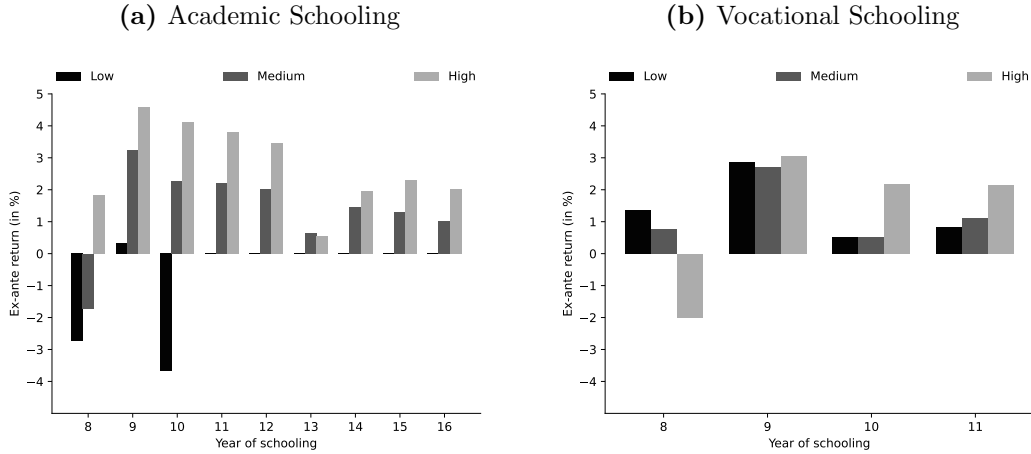 (a) Academic Schooling
Low Medium High
5
4
3
2
1
0
−1
−2
−3
−4
Ex-ante return (in %)
8 9 10 11 12 13 14 15 16
Year of schooling
(b) Vocational Schooling
Low Medium High
5
4
3
2
1
0
−1
−2
−3
−4
Ex-ante return (in %)
8 9 10 11
Year of schooling